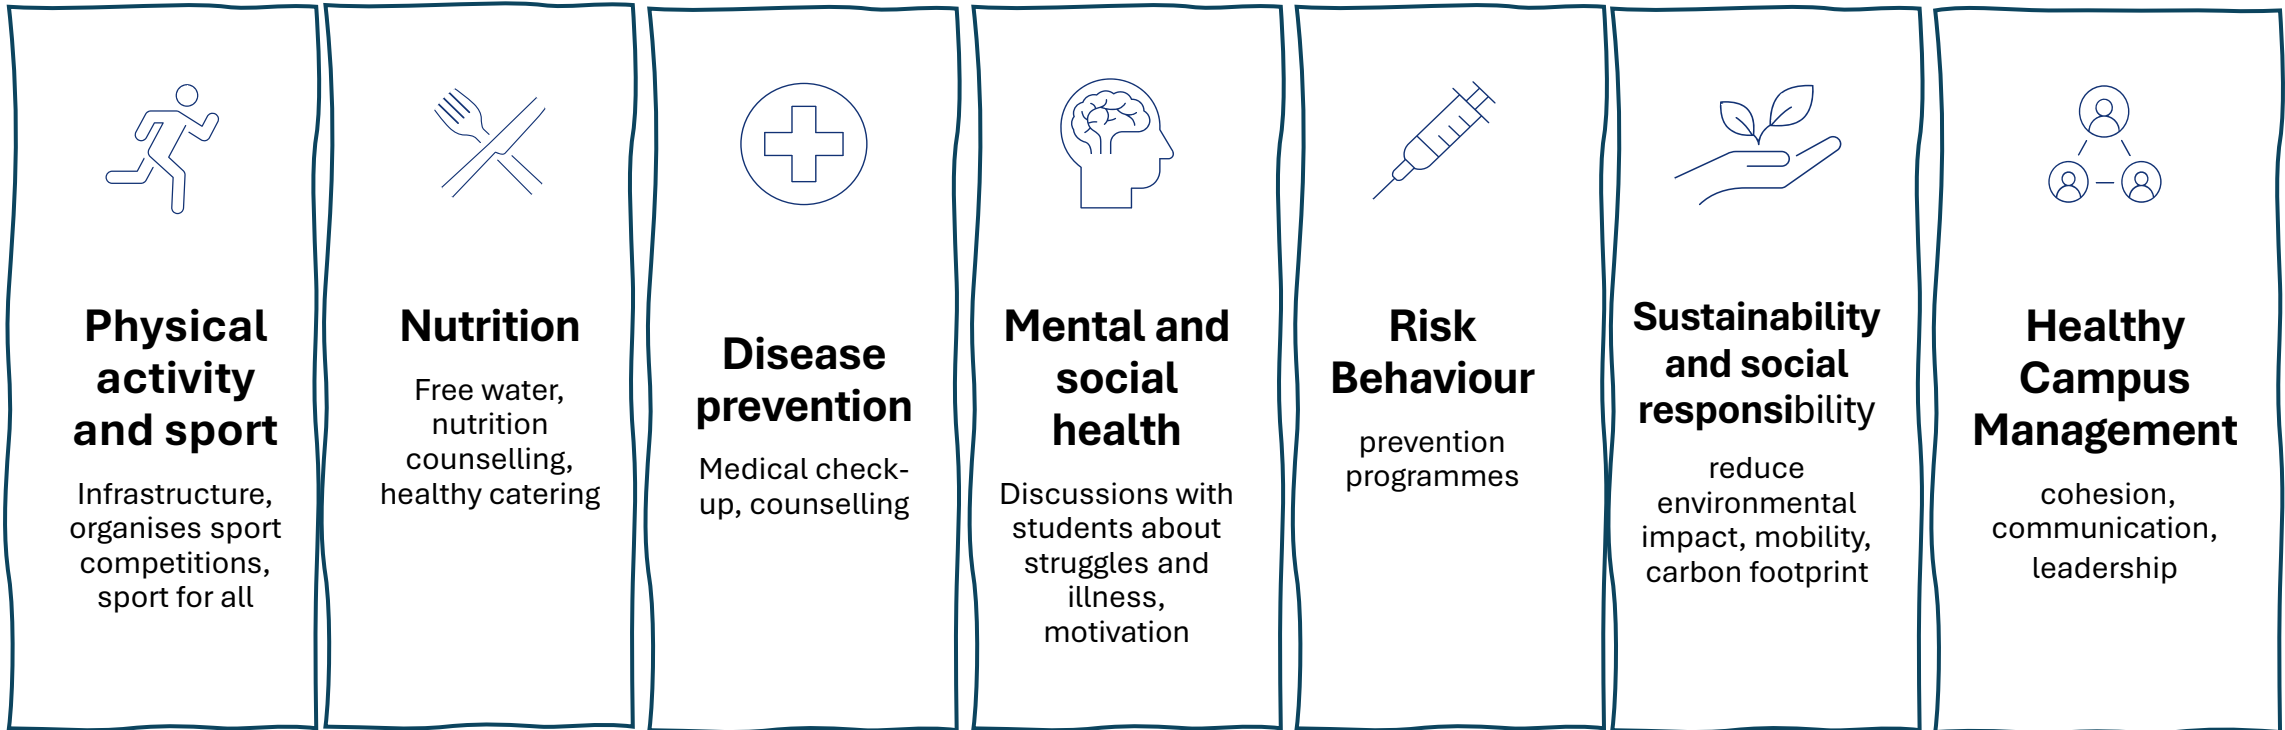 Physical
activity
and sport
Infrastructure,
organises sport
competitions,
sport for all
Nutrition
Free water,
nutrition
counselling,
healthy catering
Disease
prevention
Medical check-
up, counselling
Mental and
social
health
Discussions with
students about
struggles and
illness,
motivation
Risk
Behaviour
prevention
programmes
Sustainability
and social
responsibility
reduce
environmental
impact, mobility,
carbon footprint
Healthy
Campus
Management
cohesion,
communication,
leadership